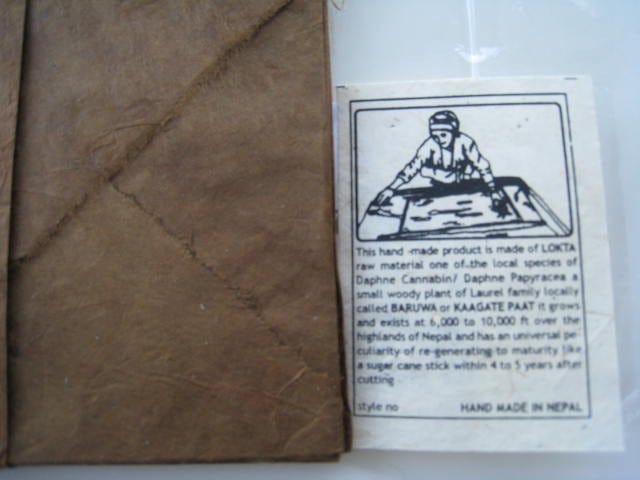 This hand -made product is made of LOKTA
raw material one of..the local species of
Daphne Cannabin/ Daphne Papyracea a
small woody plant of Laurel family locally
called BARUWA or KAAGATE PAAT it grows
and exists at 6,000 to 10,000 ft over the
highlands of Nepal and has an universal pe-
culiarity of re-generating to maturity like
a sugar cane stick within 4 to 5 years after
cutting
style no HAND MADE IN NEPAL